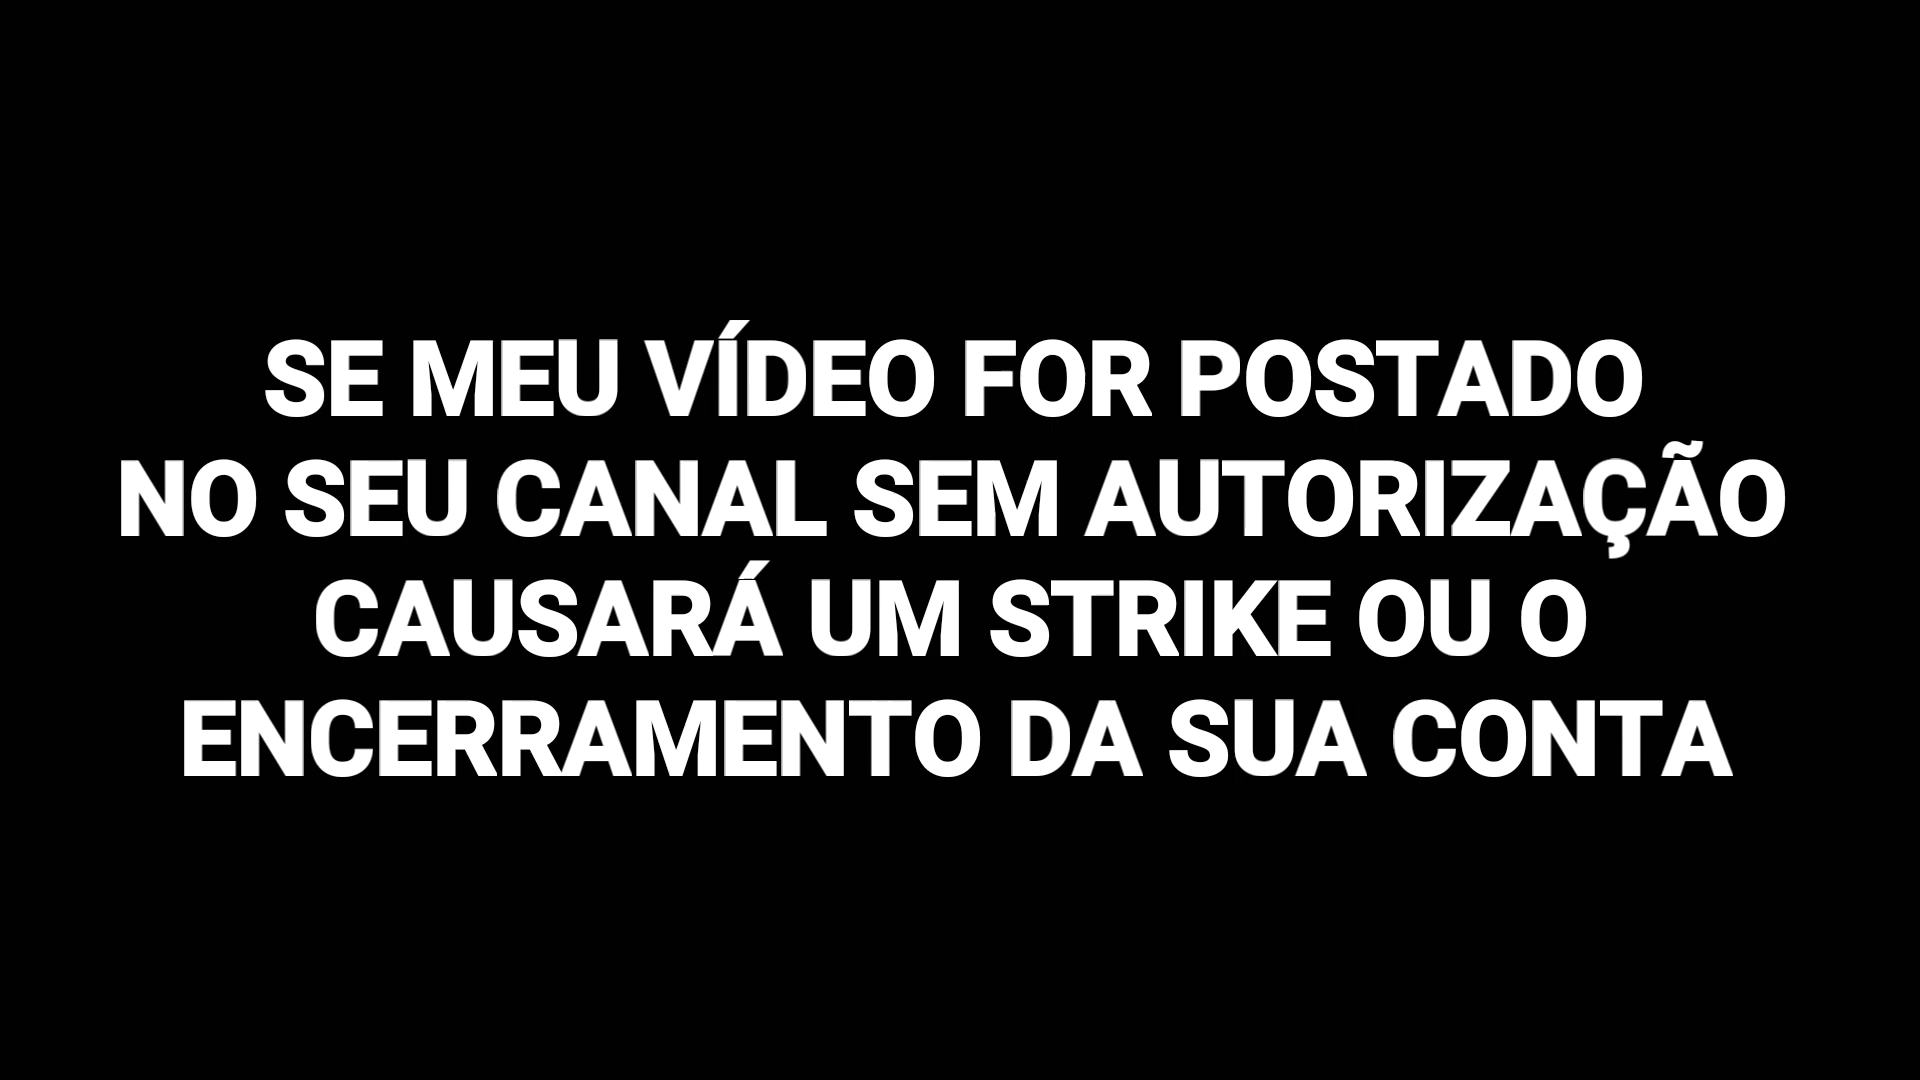 SE MEU VÍDEO FOR POSTADO
NO SEU CANAL SEM AUTORIZAÇÃO
CAUSARÁ UM STRIKE OU O
ENCERRAMENTO DA SUA CONTA